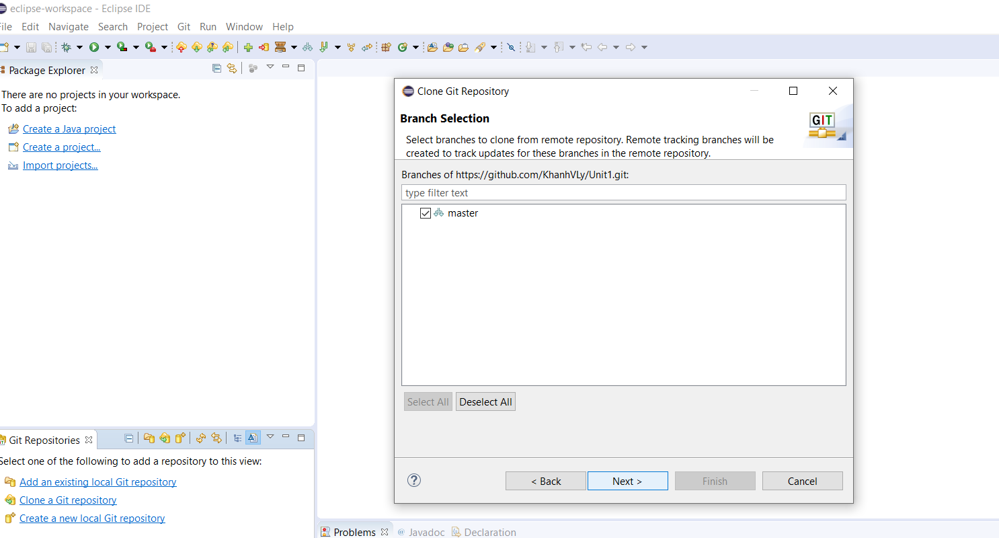 eclipse-workspace - Eclipse IDE
File Edit Navigate Search Project Git Run Window Help
Package Explorer
There are no projects in your workspace.
To add a project:
Create a Java project
Create a project...
Import projects...
Clone Git Repository
Branch Selection
GIT
Select branches to clone from remote repository. Remote tracking branches will be
created to track updates for these branches in the remote repository.
Branches of https://github.com/KhanhVLy/Unit1.git:
type filter text
master
Select All Deselect All
< Back Next > Finish Cancel
Git Repositories
Select one of the following to add a repository to this view:
Add an existing local Git repository
Clone a Git repository
Create a new local Git repository
Problems @ Javadoc Declaration